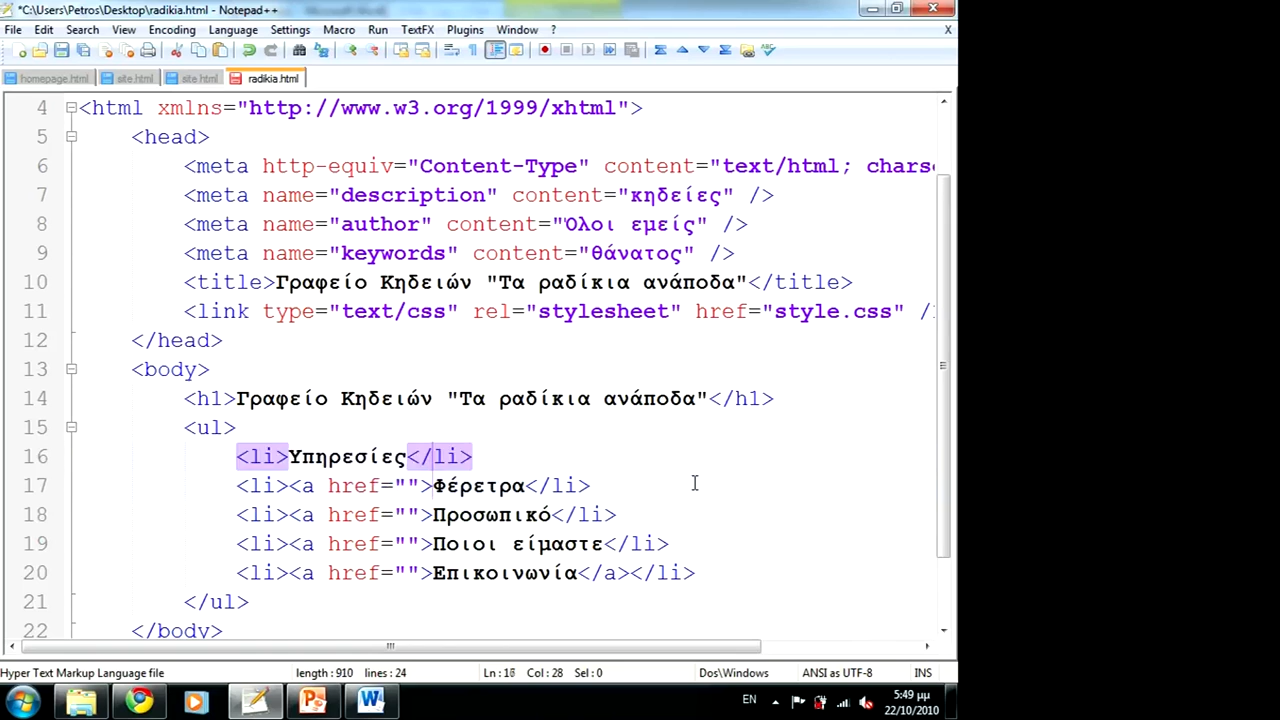 *C:\Users\Petros\Desktop\radikia.html - Notepad++
File Edit Search View Encoding Language Settings Macro Run TextFX Plugins Window ? X
homepage.html site.html site.html radikia.html
4 <html xmlns="http://www.w3.org/1999/xhtml">
5 <head>
6 <meta http-equiv="Content-Type" content="text/html; charse
7 <meta name="description" content="κηδείες" />
8 <meta name="author" content="Όλοι εμείς" />
9 <meta name="keywords" content="θάνατος" />
10 <title>Γραφείο Κηδειών "Τα ραδίκια ανάποδα"</title>
11 <link type="text/css" rel="stylesheet" href="style.css" /
12 </head>
13 <body>
14 <h1>Γραφείο Κηδειών "Τα ραδίκια ανάποδα"</h1>
15 <ul>
16 <li>Υπηρεσίες</li>
17 <li><a href="">Φέρετρα</li>
18 <li><a href="">Προσωπικό</li>
19 <li><a href="">Ποιοι είμαστε</li>
20 <li><a href="">Επικοινωνία</a></li>
21 </ul>
22 </body>
Hyper Text Markup Language file length : 910 lines : 24 Ln : 16 Col : 28 Sel : 0 Dos\Windows ANSI as UTF-8 INS
EN 5:49 μμ
22/10/2010